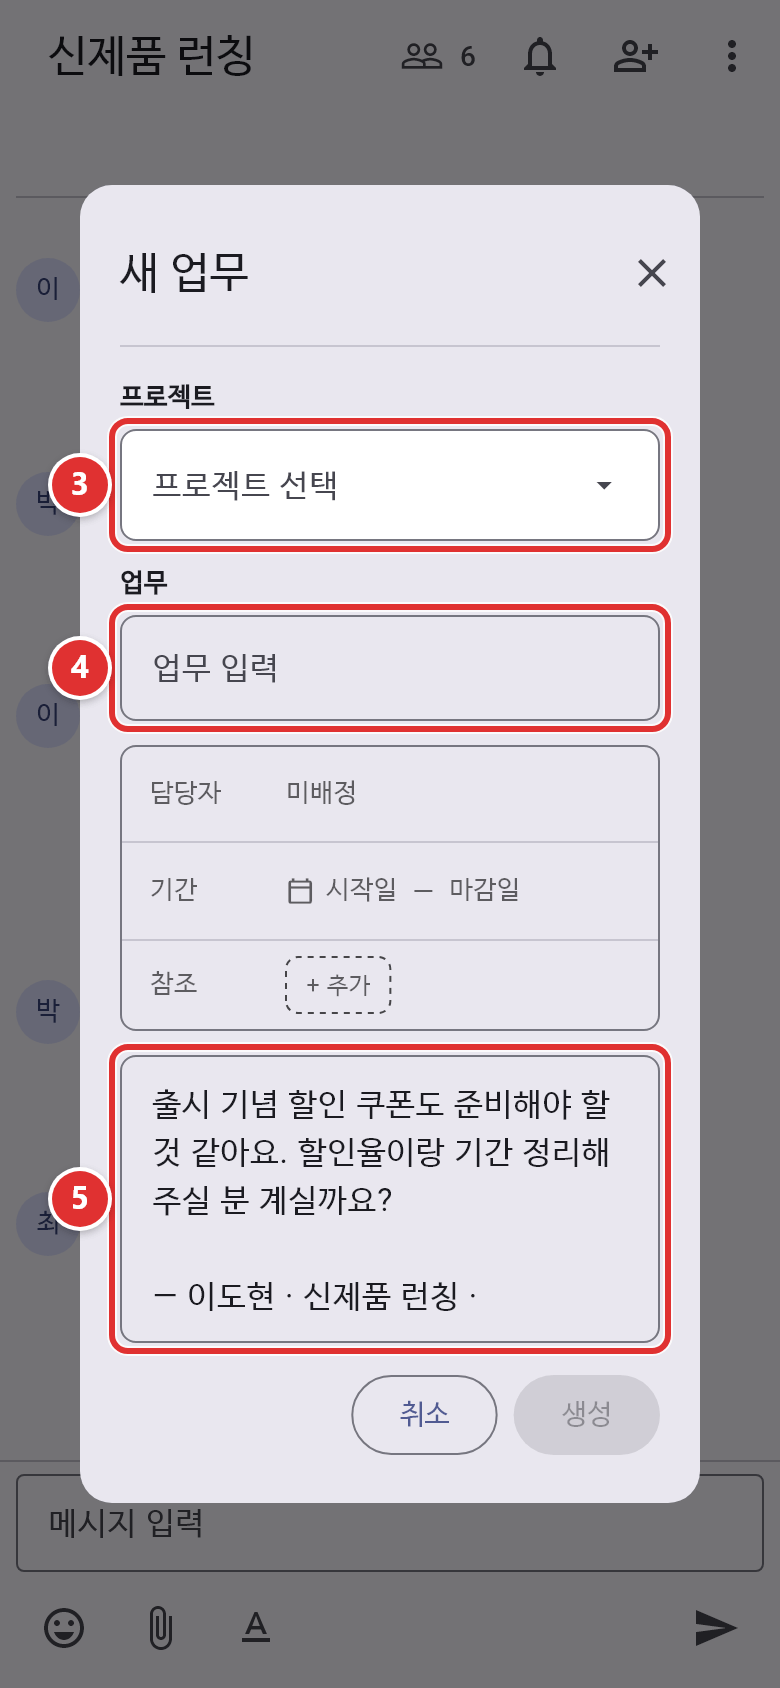 신제품 런칭 6
새 업무
이
프로젝트
3 프로젝트 선택
박
업무
4 업무 입력
이
담당자 미배정
기간 시작일 – 마감일
참조 + 추가
박
출시 기념 할인 쿠폰도 준비해야 할
것 같아요. 할인율이랑 기간 정리해
5 주실 분 계실까요?
최
– 이도현 · 신제품 런칭 ·
취소 생성
메시지 입력
A